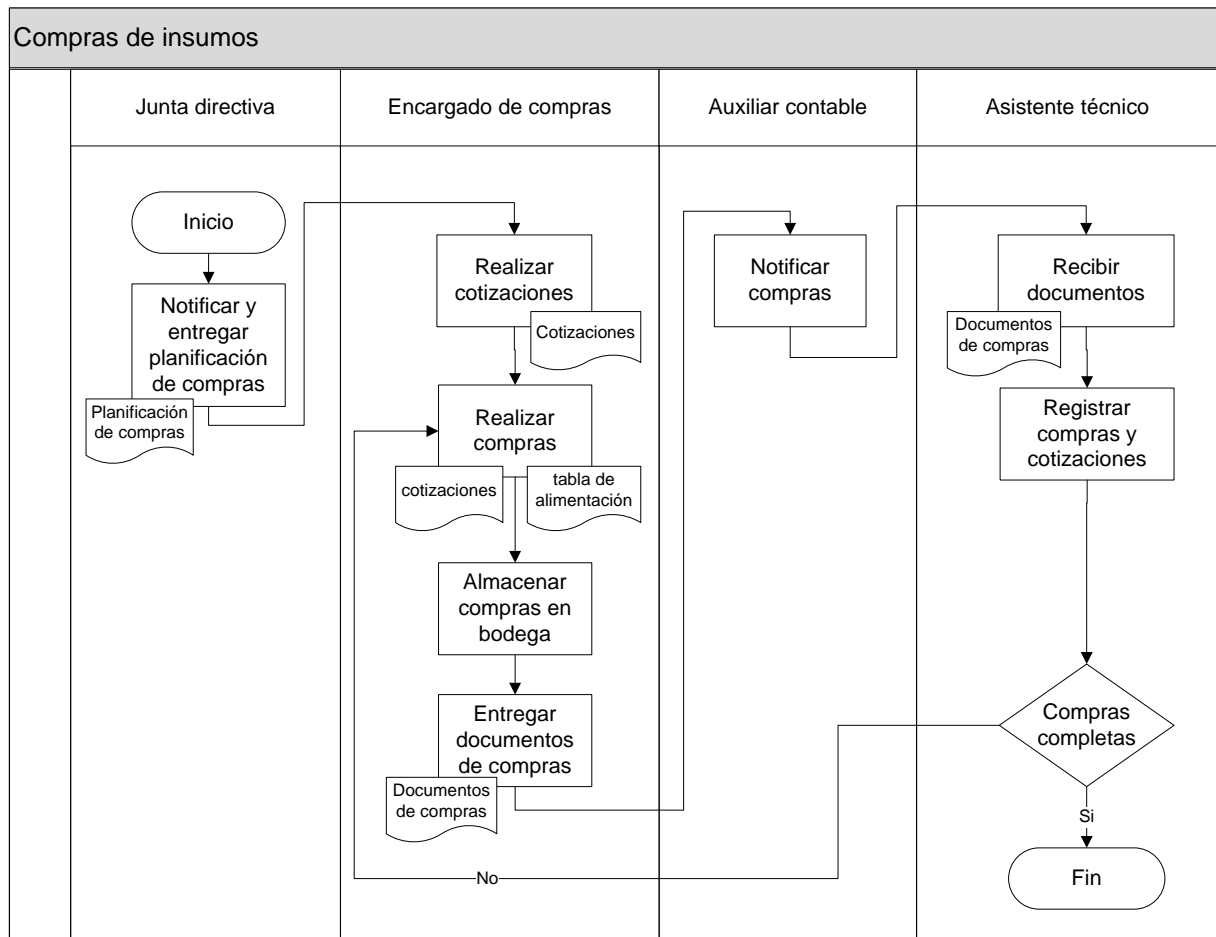 Compras de insumos
Junta directiva
Encargado de compras
Auxiliar contable
Asistente técnico
Inicio
Notificar y
entregar
planificación
de compras
Planificación
de compras
Realizar
cotizaciones
Cotizaciones
Realizar
compras
cotizaciones
tabla de
alimentación
Almacenar
compras en
bodega
Entregar
documentos
de compras
Documentos
de compras
Notificar
compras
Recibir
documentos
Documentos
de compras
Registrar
compras y
cotizaciones
Compras
completas
Si
No
Fin